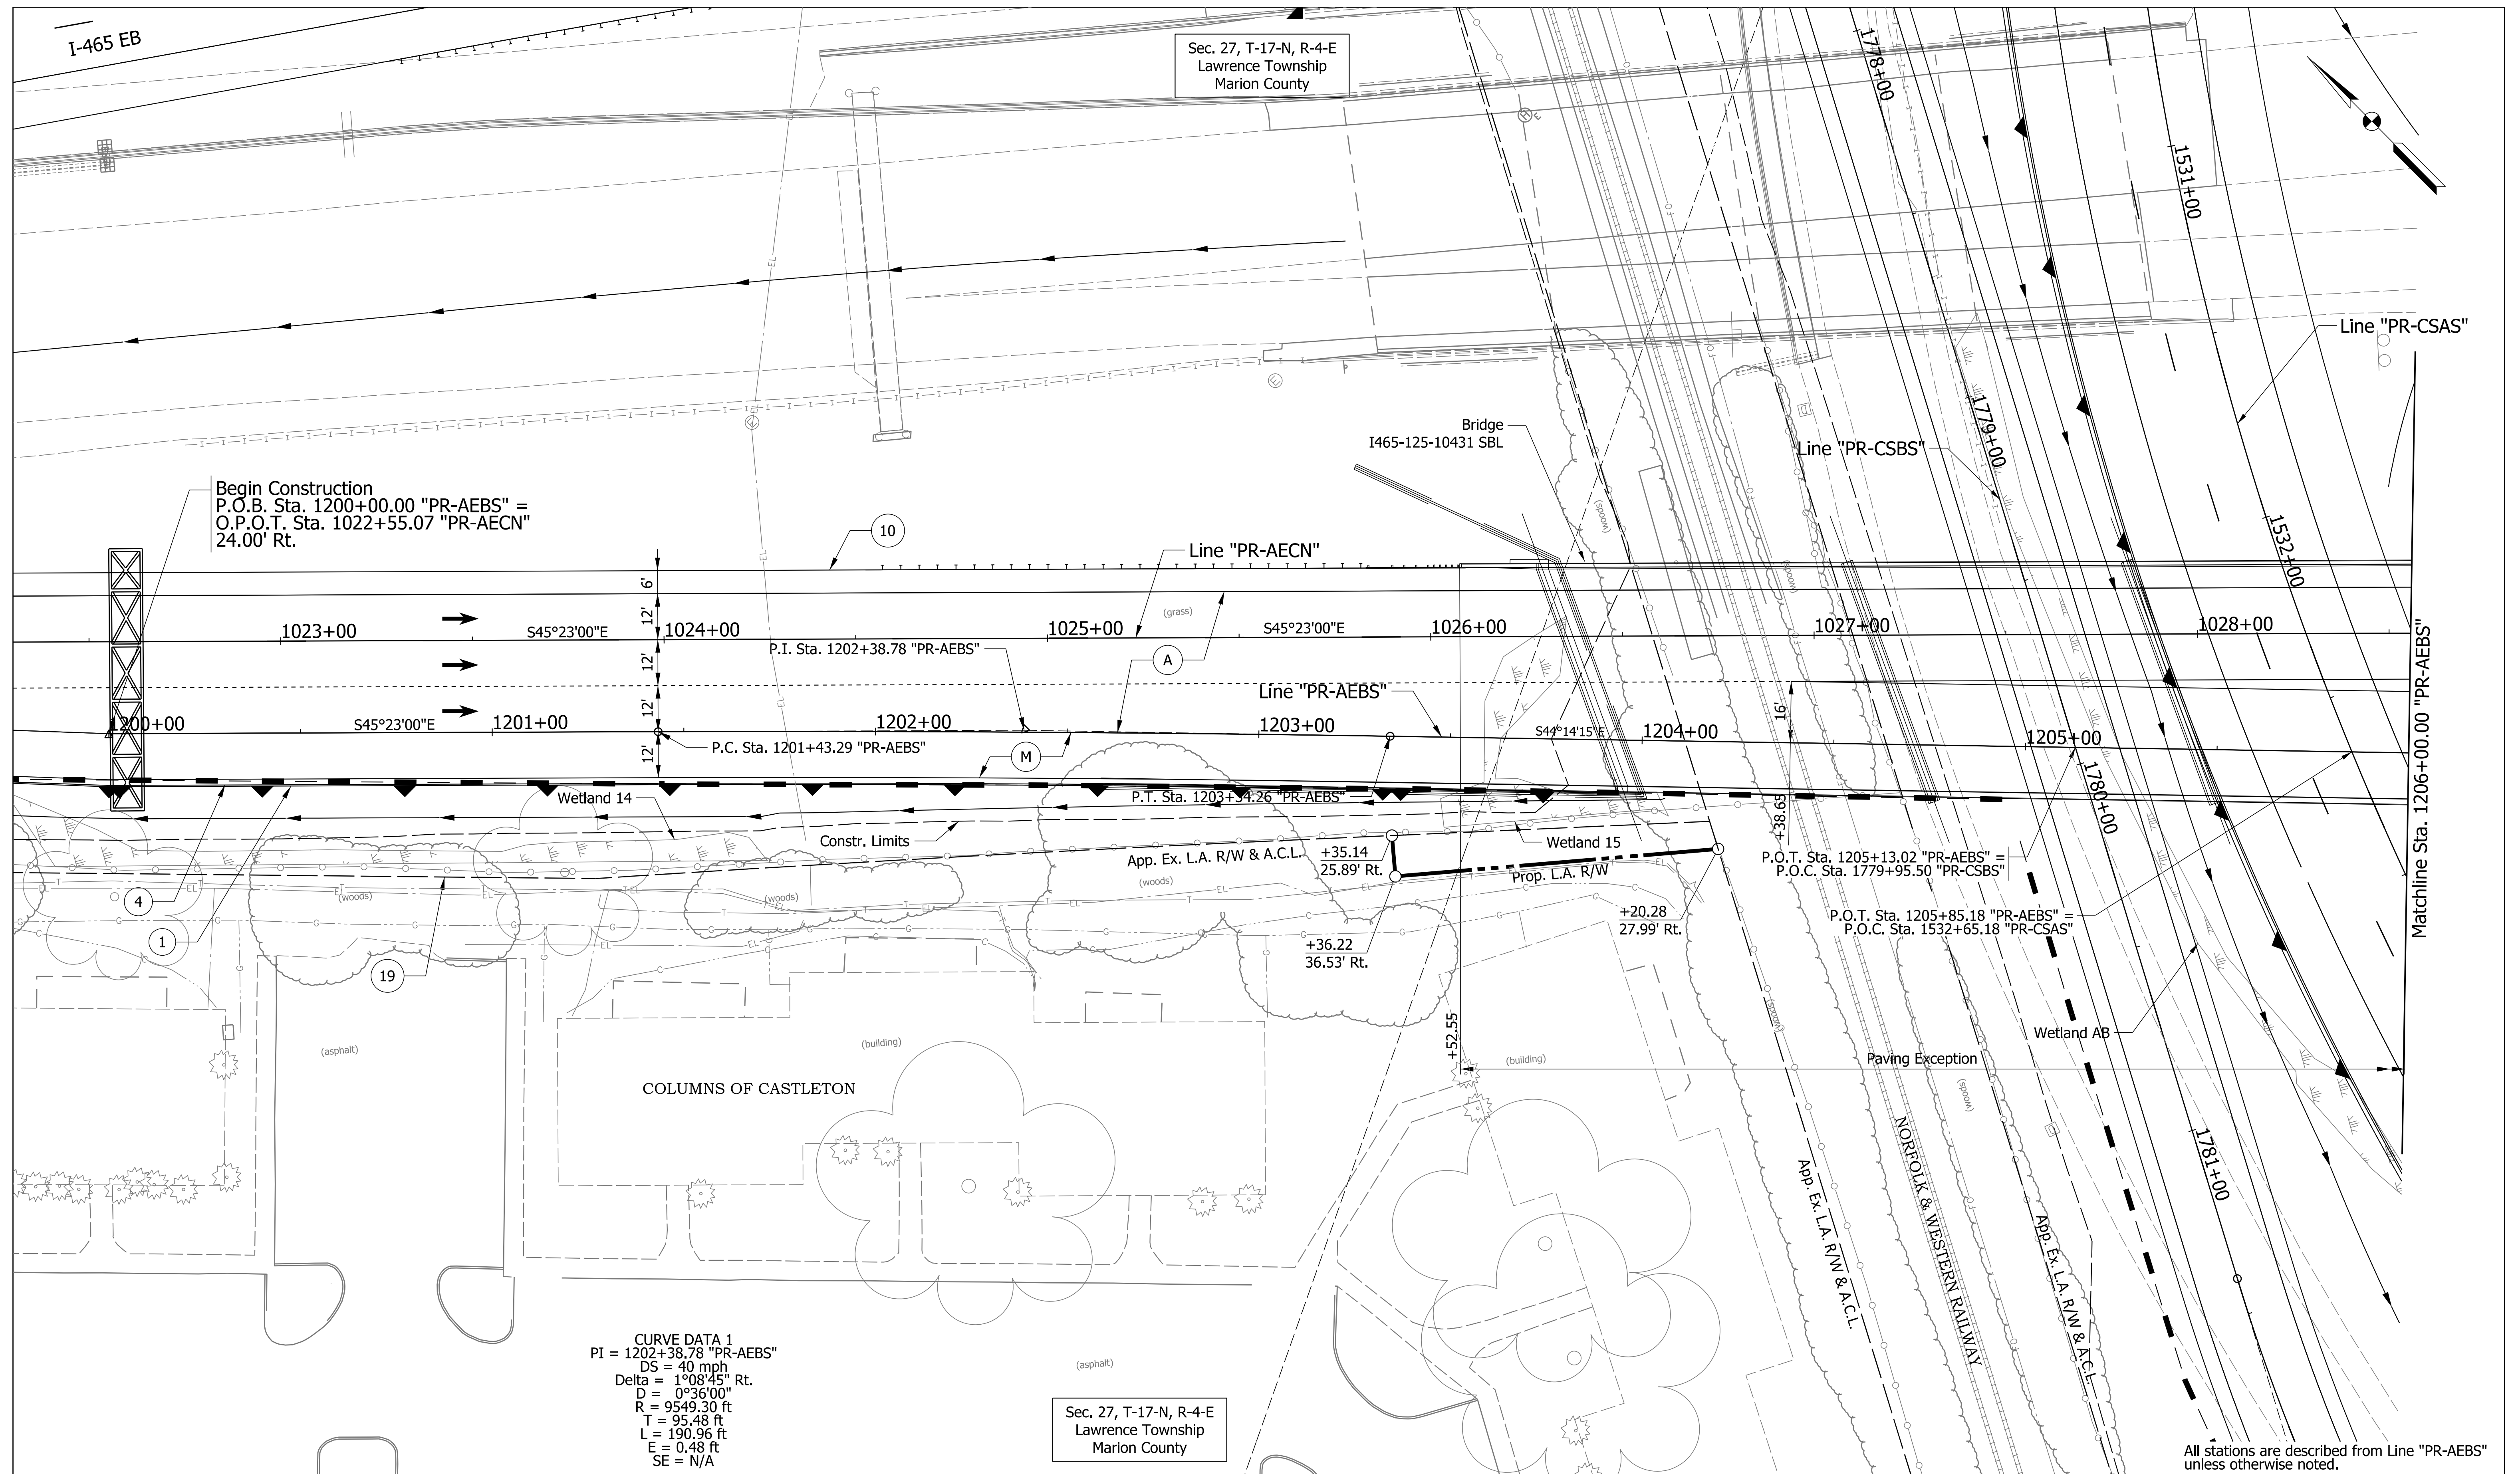 I-465 EB
Sec. 27, T-17-N, R-4-E
Lawrence Township
Marion County
1778+00
1531+00
Line "PR-CSAS"
Bridge
I465-125-10431 SBL
Line "PR-CSBS"
1779+00
1532+00
Begin Construction
P.O.B. Sta. 1200+00.00 "PR-AEBS" =
O.P.O.T. Sta. 1022+55.07 "PR-AECN"
24.00' Rt.
10
Line "PR-AECN"
6'
12'
12'
12'
12'
(grass)
(woods)
(woods)
1023+00
S45°23'00"E
1024+00
1025+00
S45°23'00"E
1026+00
1027+00
1028+00
P.I. Sta. 1202+38.78 "PR-AEBS"
A
Line "PR-AEBS"
1200+00
S45°23'00"E
1201+00
1202+00
1203+00
S44°14'15"E
1204+00
1205+00
16'
+38.65
P.C. Sta. 1201+43.29 "PR-AEBS"
M
P.T. Sta. 1203+34.26 "PR-AEBS"
Matchline Sta. 1206+00.00 "PR-AEBS"
1780+00
Wetland 14
Constr. Limits
App. Ex. L.A. R/W & A.C.L.
+35.14
25.89' Rt.
Wetland 15
Prop. L.A. R/W
P.O.T. Sta. 1205+13.02 "PR-AEBS" =
P.O.C. Sta. 1779+95.50 "PR-CSBS"
(woods)
(woods)
(woods)
4
1
19
+36.22
36.53' Rt.
+20.28
27.99' Rt.
P.O.T. Sta. 1205+85.18 "PR-AEBS" =
P.O.C. Sta. 1532+65.18 "PR-CSAS"
+52.55
(woods)
Wetland AB
(asphalt)
(building)
(building)
Paving Exception
COLUMNS OF CASTLETON
(woods)
NORFOLK & WESTERN RAILWAY
App. Ex. L.A. R/W & A.C.L.
App. Ex. L.A. R/W & A.C.L.
1781+00
CURVE DATA 1
PI = 1202+38.78 "PR-AEBS"
DS = 40 mph
Delta = 1°08'45" Rt.
D = 0°36'00"
R = 9549.30 ft
T = 95.48 ft
L = 190.96 ft
E = 0.48 ft
SE = N/A
(asphalt)
Sec. 27, T-17-N, R-4-E
Lawrence Township
Marion County
All stations are described from Line "PR-AEBS"
unless otherwise noted.